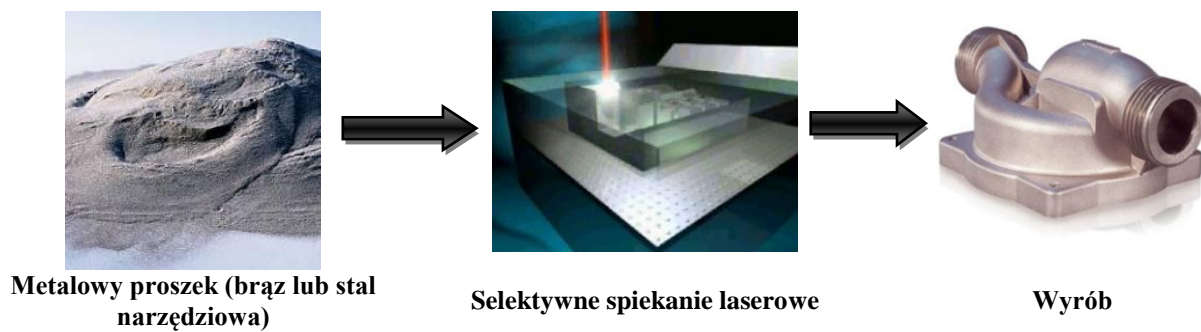 Metalowy proszek (brąz lub stal
narzędziowa)
Selektywne spiekanie laserowe
Wyrób